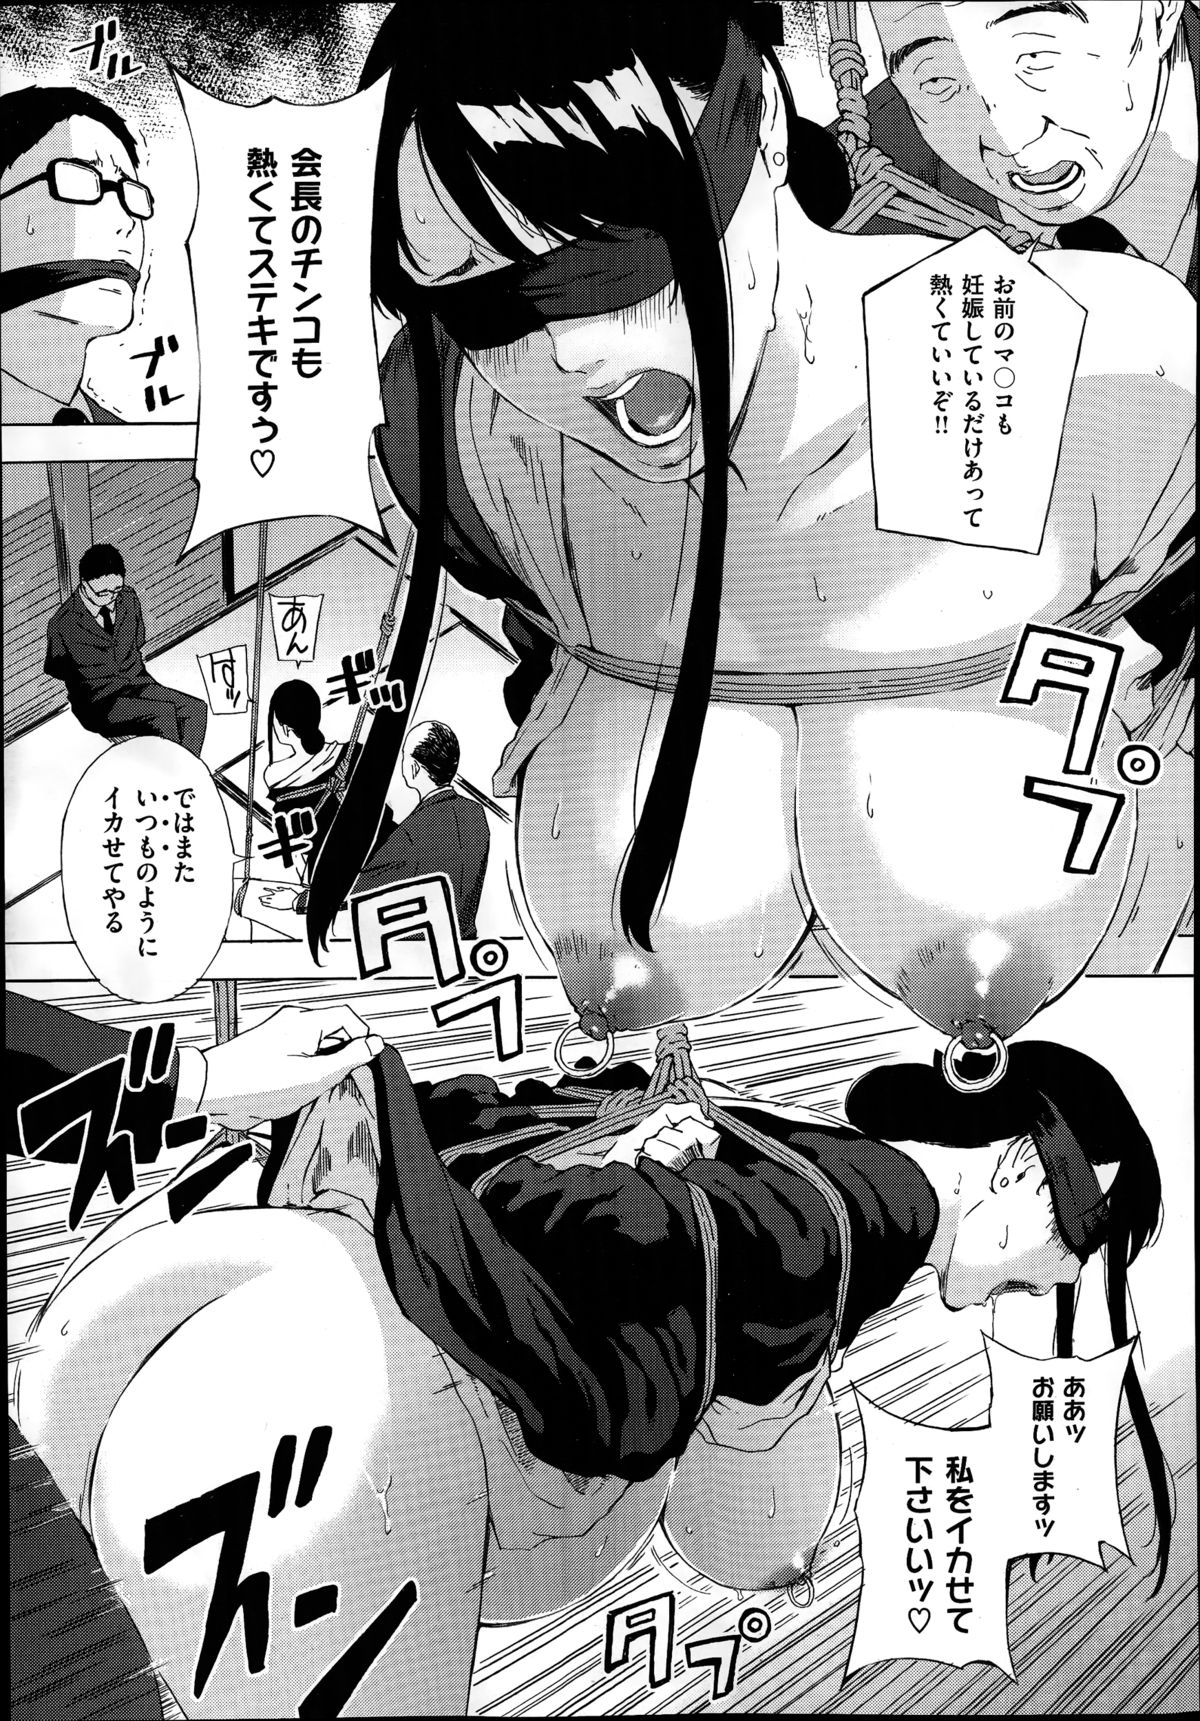 お前のマ〇コも
妊娠しているだけあって
熱くていいぞ!!
会長のチンコも
熱くてステキですぅ♡
ブル
ブル
タプ
あん
はっ
ギッ
ギッ
ではまた
いつものように
イカせてやる
タプ
ズーン
ああッ
お願いしますッ
私をイカせて
下さいいッ♡
ズーン
タプ